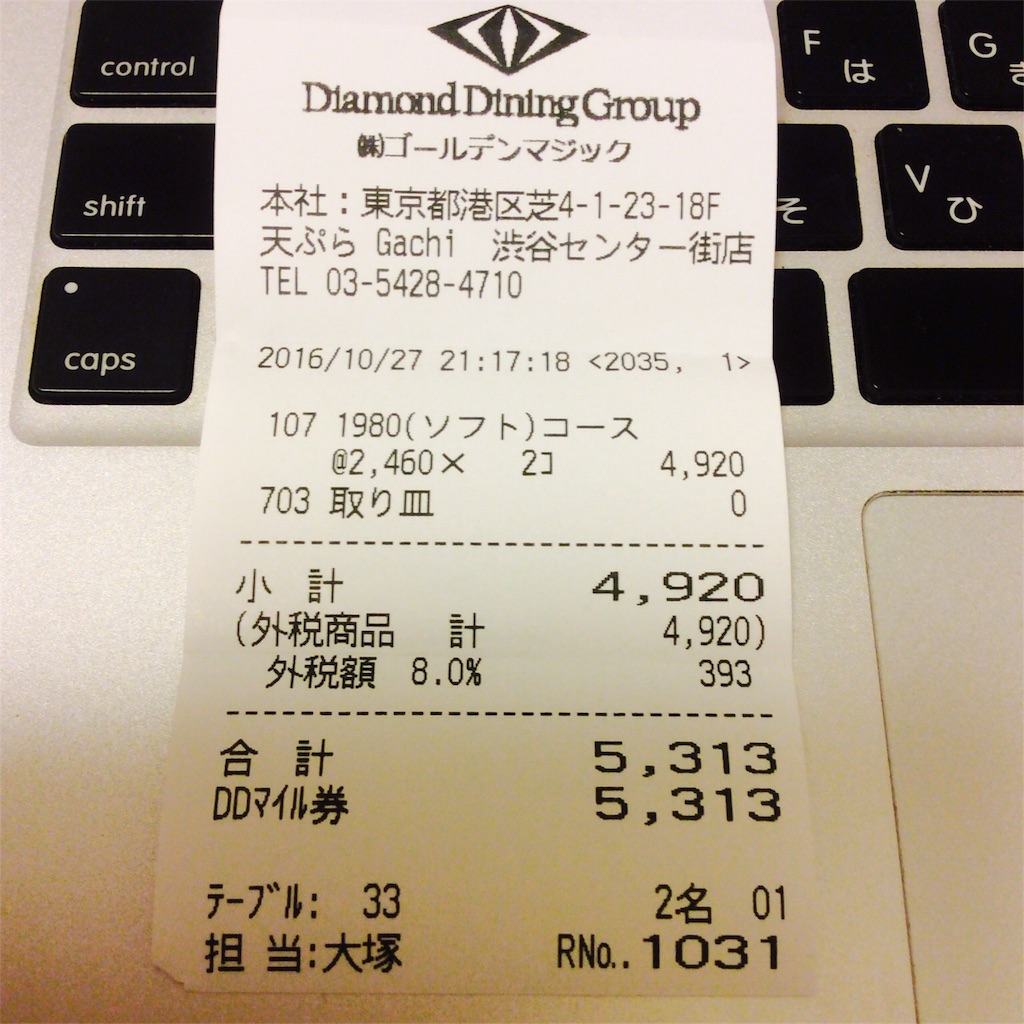 control
F
は
G
shift
そ
V
ひ
caps
Diamond Dining Group
㈱ゴールデンマジック
本社：東京都港区芝4-1-23-18F
天ぷら Gachi 渋谷センター街店
TEL 03-5428-4710
2016/10/27 21:17:18 <2035, 1>
107 1980(ソフト)コース
@2,460× 2コ 4,920
703 取り皿 0
小 計 4,920
(外税商品 計 4,920)
外税額 8.0% 393
合 計 5,313
DDマイル券 5,313
テーブル: 33 2名 01
担 当:大塚 RNo..1031